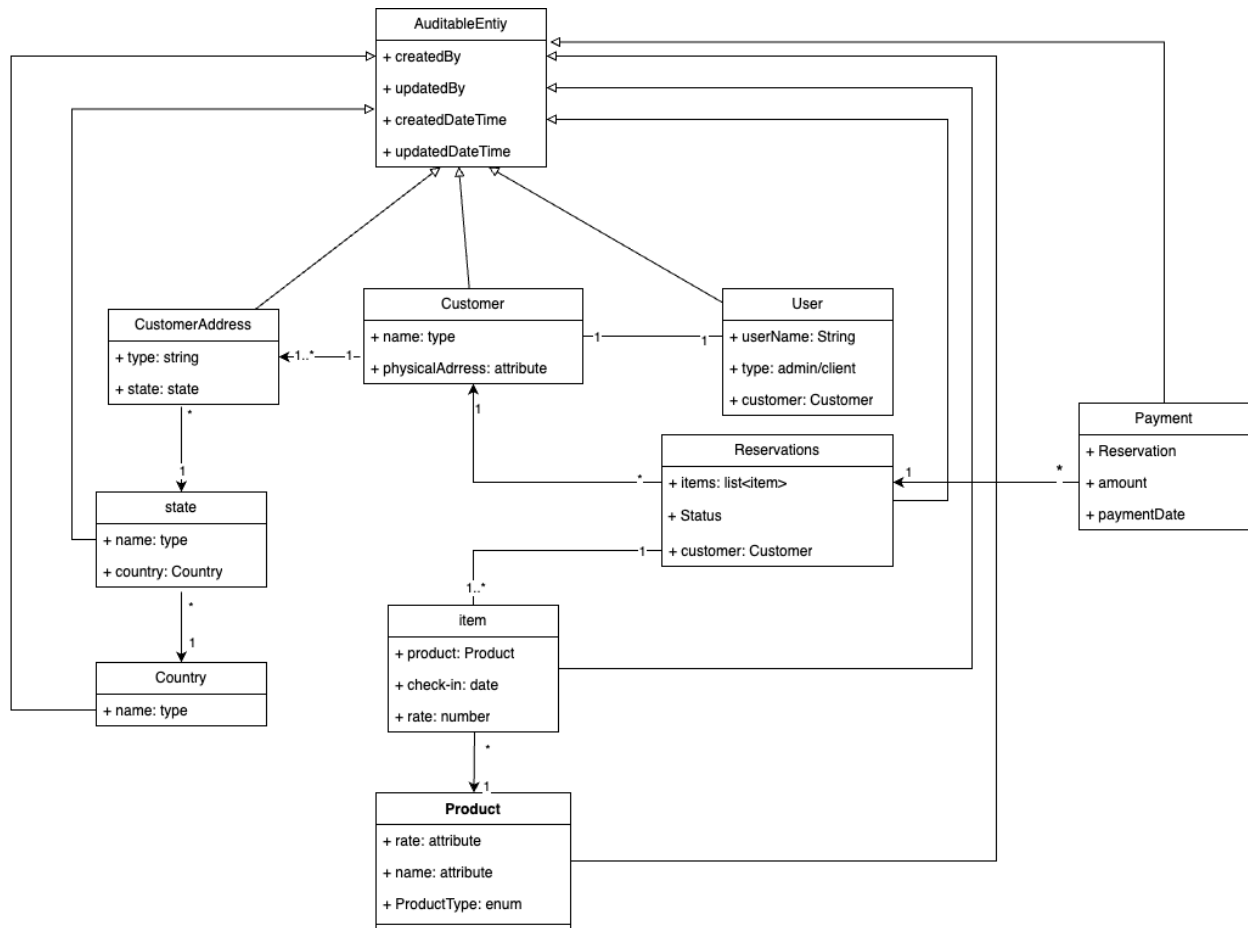 AuditableEntiy
+ createdBy
+ updatedBy
+ createdDateTime
+ updatedDateTime
CustomerAddress
+ type: string
+ state: state
Customer
+ name: type
+ physicalAdrress: attribute
User
+ userName: String
+ type: admin/client
+ customer: Customer
1..*
1
1
1
*
1
1
*
Reservations
+ items: list<item>
+ Status
+ customer: Customer
1
*
Payment
+ Reservation
+ amount
+ paymentDate
state
+ name: type
+ country: Country
*
1
1
1..*
Country
+ name: type
item
+ product: Product
+ check-in: date
+ rate: number
*
1
Product
+ rate: attribute
+ name: attribute
+ ProductType: enum